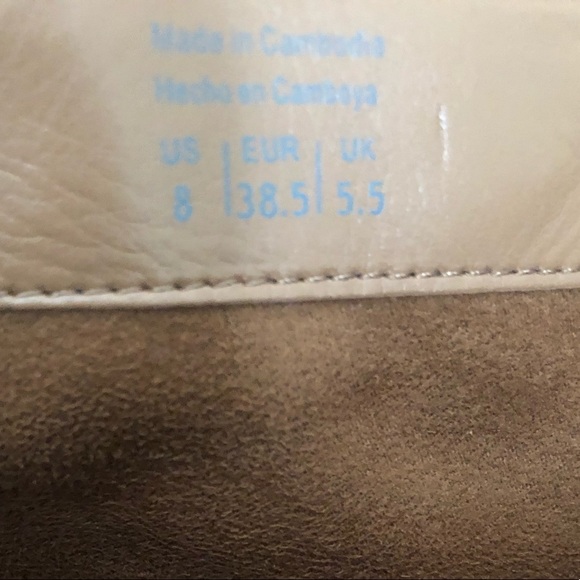 Made in Cambodia
Hecho en Camboya
US | EUR | UK
8 | 38.5 | 5.5